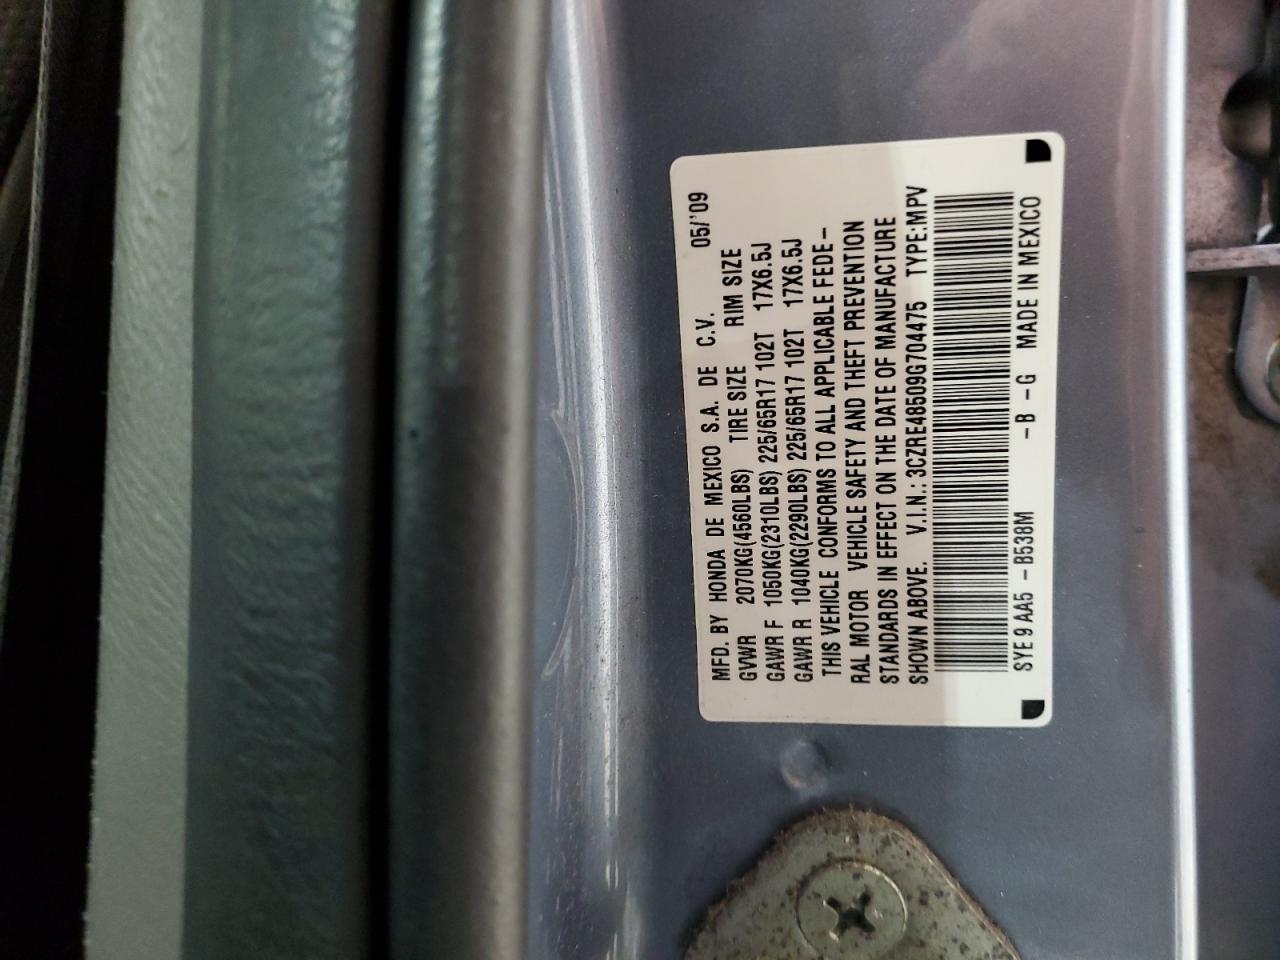 MFD. BY HONDA DE MEXICO S.A. DE C.V. 05/'09
GVWR 2070KG(4560LBS) TIRE SIZE RIM SIZE
GAWR F 1050KG(2310LBS) 225/65R17 102T 17X6.5J
GAWR R 1040KG(2290LBS) 225/65R17 102T 17X6.5J
THIS VEHICLE CONFORMS TO ALL APPLICABLE FEDE-
RAL MOTOR VEHICLE SAFETY AND THEFT PREVENTION
STANDARDS IN EFFECT ON THE DATE OF MANUFACTURE
SHOWN ABOVE. V.I.N.: 3CZRE48509G704475 TYPE:MPV
SYE9AA5 -B538M -B -G MADE IN MEXICO